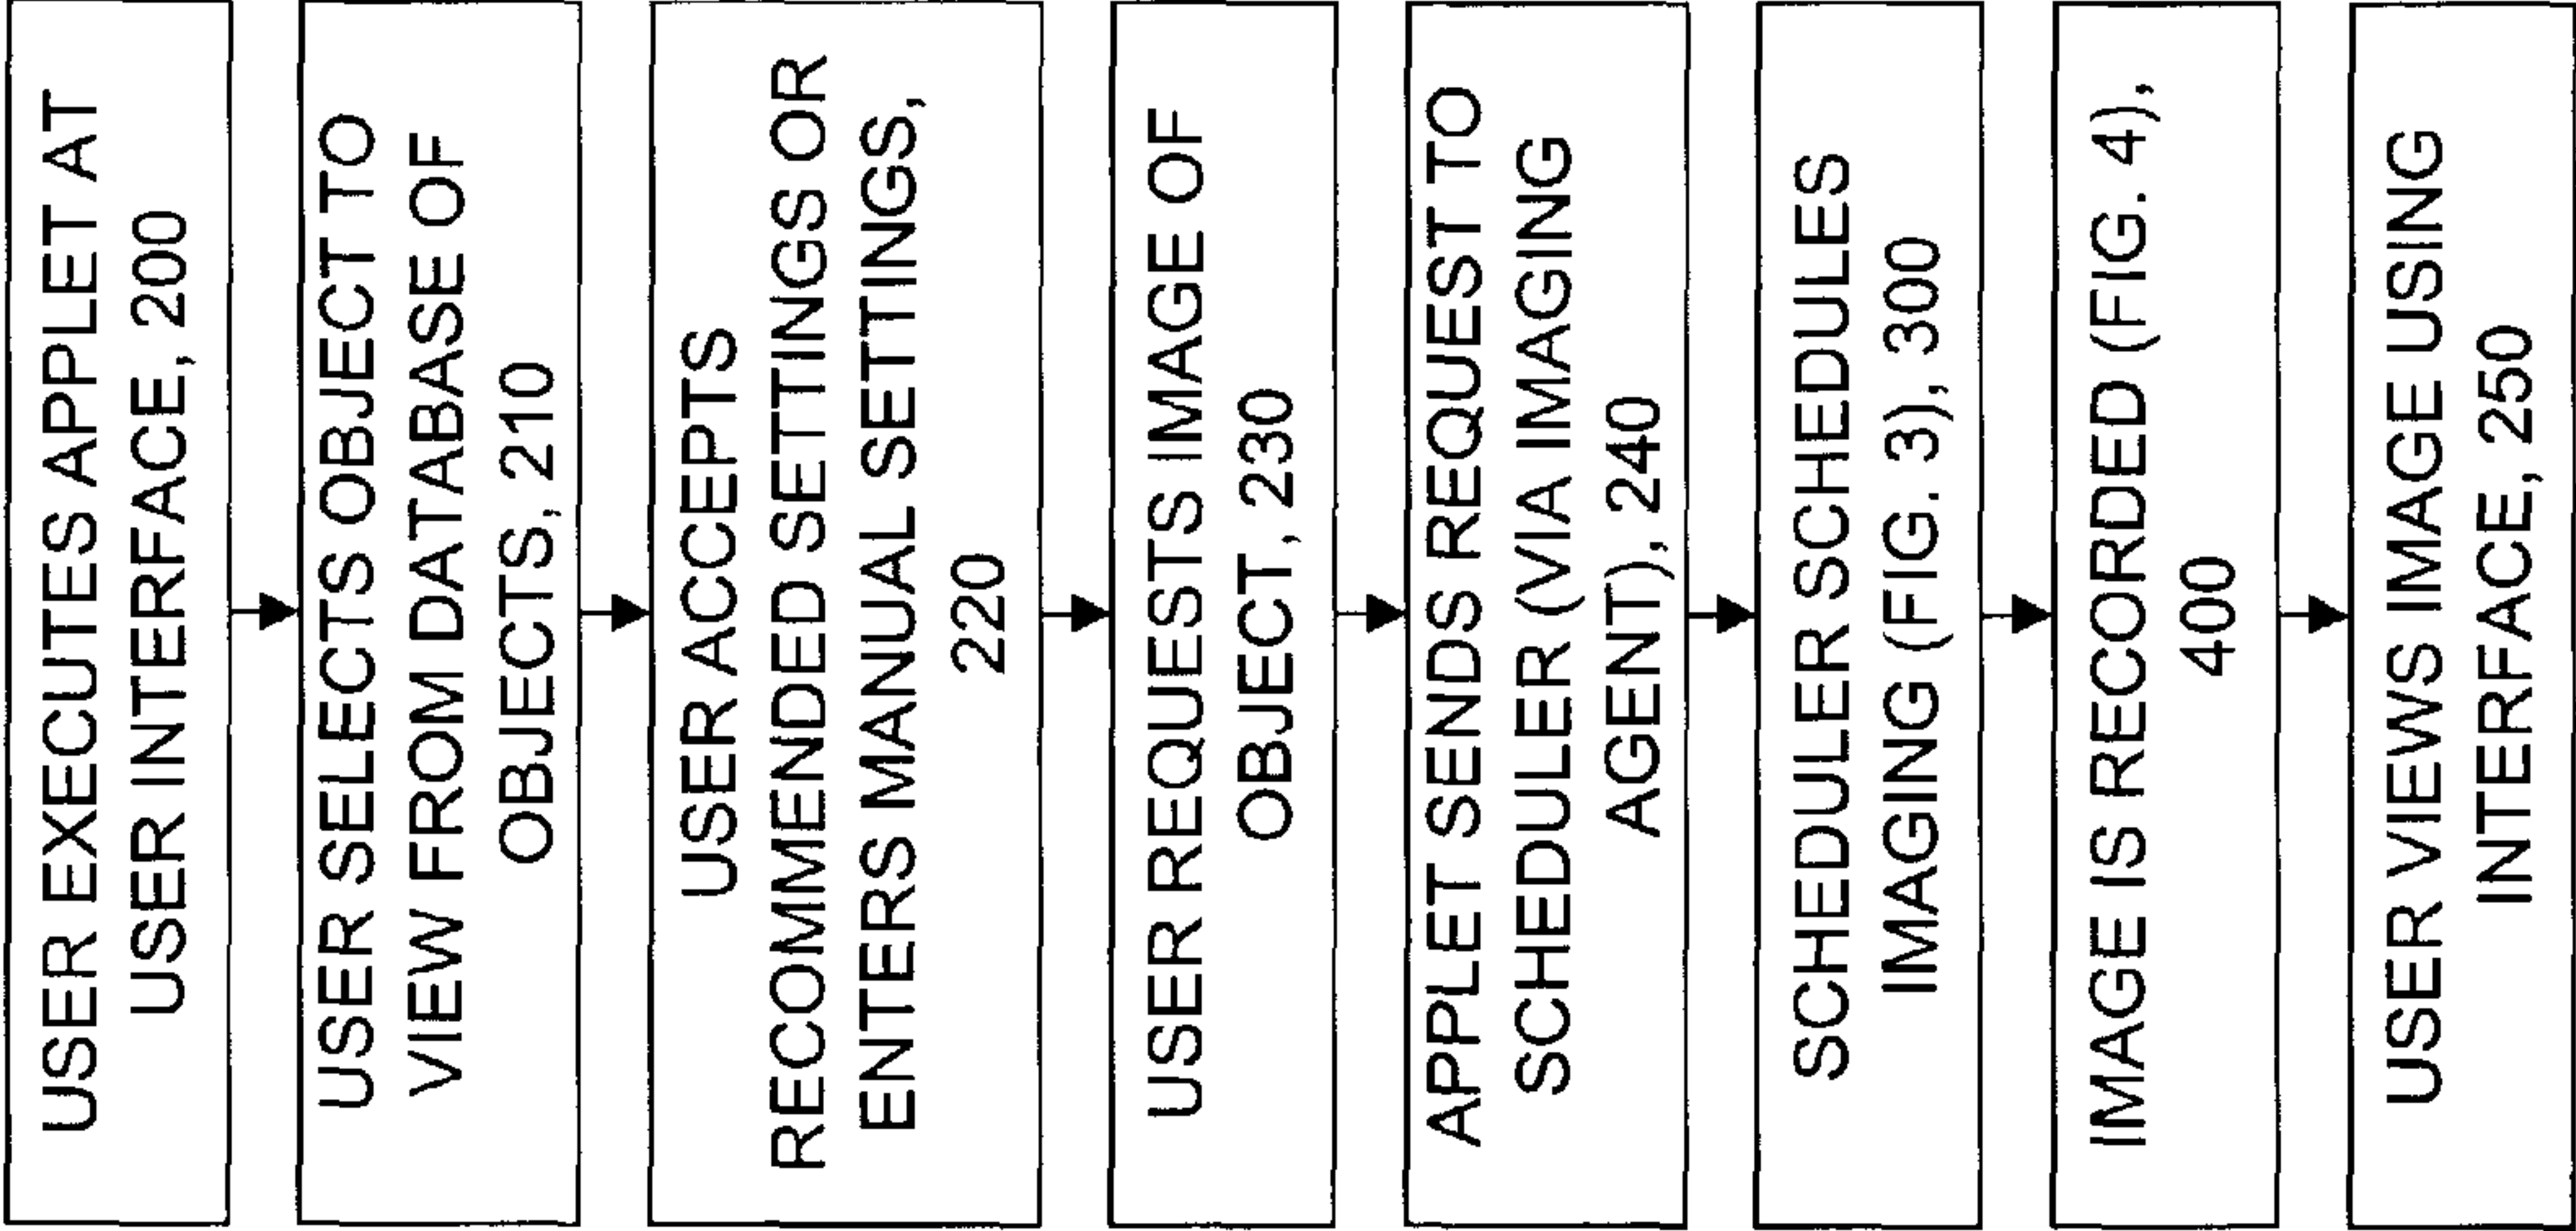 USER EXECUTES APPLET AT
USER INTERFACE, 200
USER SELECTS OBJECT TO
VIEW FROM DATABASE OF
OBJECTS, 210
USER ACCEPTS
RECOMMENDED SETTINGS OR
ENTERS MANUAL SETTINGS,
220
USER REQUESTS IMAGE OF
OBJECT, 230
APPLET SENDS REQUEST TO
SCHEDULER (VIA IMAGING
AGENT), 240
SCHEDULER SCHEDULES
IMAGING (FIG. 3), 300
IMAGE IS RECORDED (FIG. 4),
400
USER VIEWS IMAGE USING
INTERFACE, 250